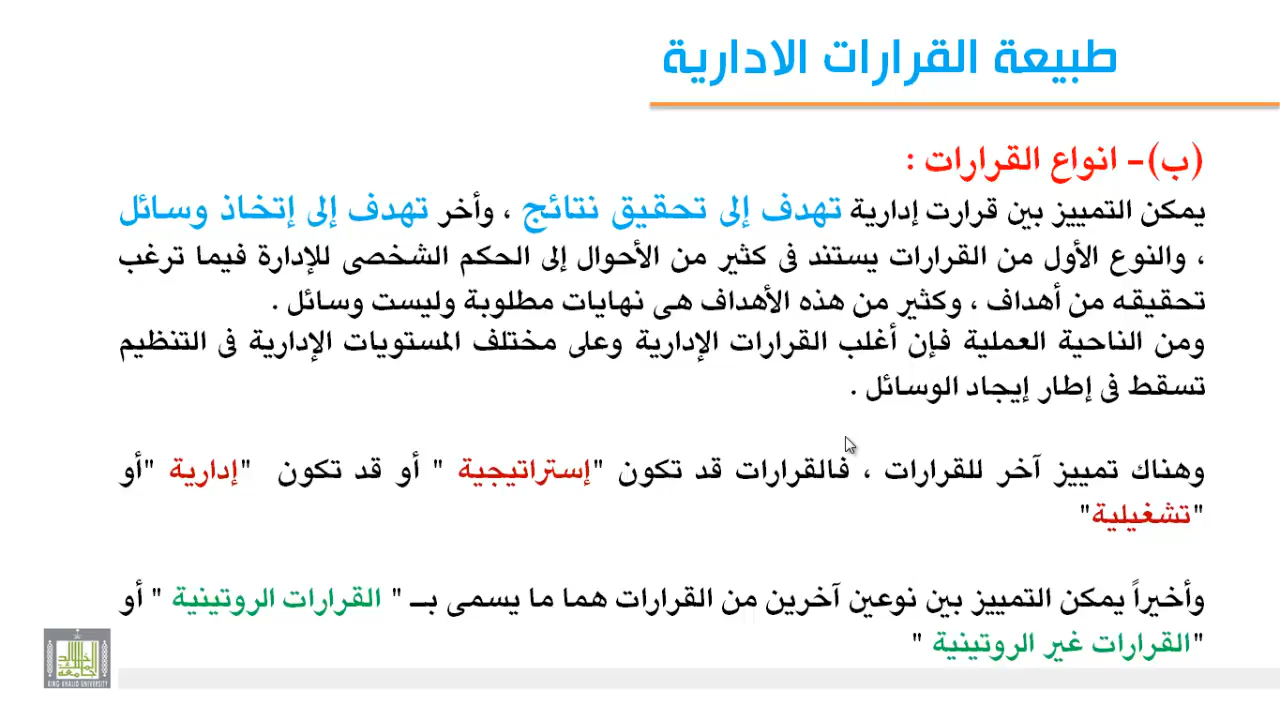 طبيعة القرارات الادارية
(ب)- انواع القرارات :
يمكن التمييز بين قرارت إدارية تهدف إلى تحقيق نتائج ، وأخر تهدف إلى إتخاذ وسائل
، والنوع الأول من القرارات يستند فى كثير من الأحوال إلى الحكم الشخصى للإدارة فيما ترغب
تحقيقه من أهداف ، وكثير من هذه الأهداف هى نهايات مطلوبة وليست وسائل .
ومن الناحية العملية فإن أغلب القرارات الإدارية وعلى مختلف المستويات الإدارية فى التنظيم
تسقط فى إطار إيجاد الوسائل .
وهناك تمييز آخر للقرارات ، فالقرارات قد تكون "إستراتيجية " أو قد تكون "إدارية "أو
"تشغيلية"
وأخيراً يمكن التمييز بين نوعين آخرين من القرارات هما ما يسمى بـ " القرارات الروتينية " أو
"القرارات غير الروتينية "
KING KHALID UNIVERSITY